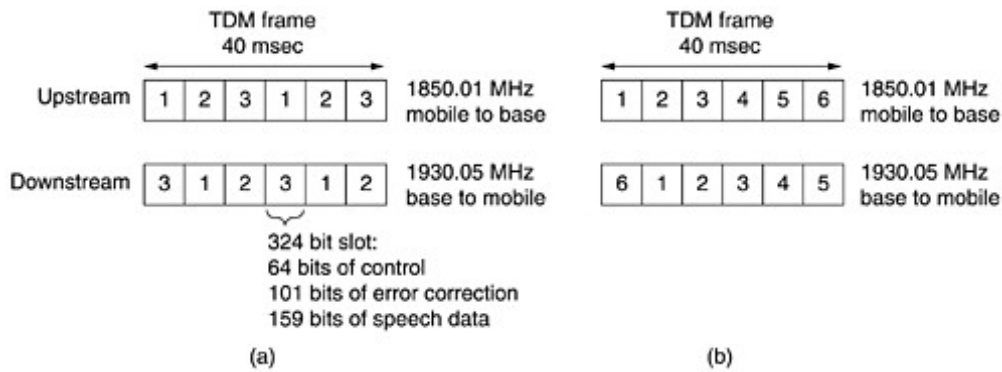 TDM frame
40 msec
Upstream 1 2 3 1 2 3 1850.01 MHz
mobile to base
Downstream 3 1 2 3 1 2 1930.05 MHz
base to mobile
324 bit slot:
64 bits of control
101 bits of error correction
159 bits of speech data
(a)
TDM frame
40 msec
1 2 3 4 5 6 1850.01 MHz
mobile to base
6 1 2 3 4 5 1930.05 MHz
base to mobile
(b)